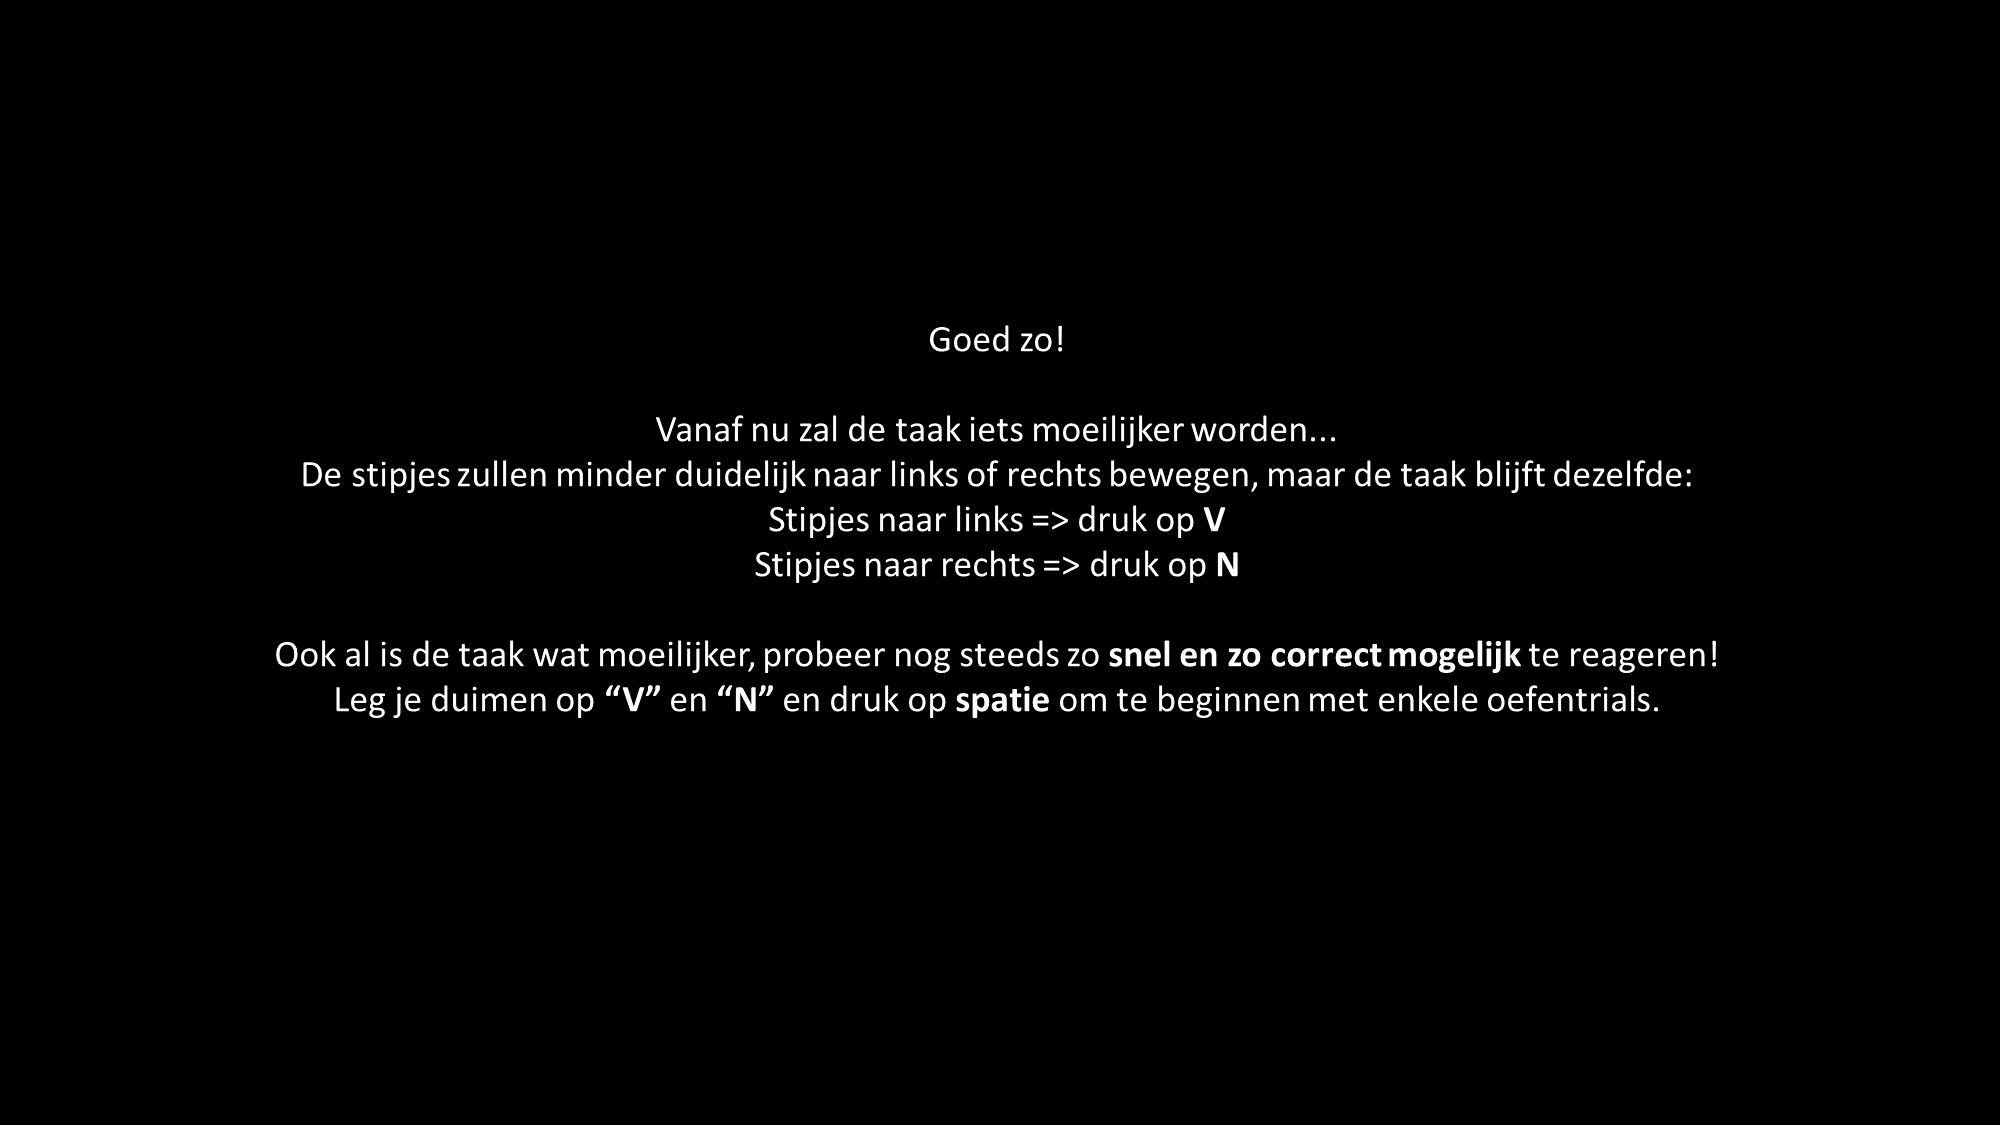 Goed zo!
Vanaf nu zal de taak iets moeilijker worden...
De stipjes zullen minder duidelijk naar links of rechts bewegen, maar de taak blijft dezelfde:
Stipjes naar links => druk op V
Stipjes naar rechts => druk op N
Ook al is de taak wat moeilijker, probeer nog steeds zo snel en zo correct mogelijk te reageren!
Leg je duimen op “V” en “N” en druk op spatie om te beginnen met enkele oefentrials.